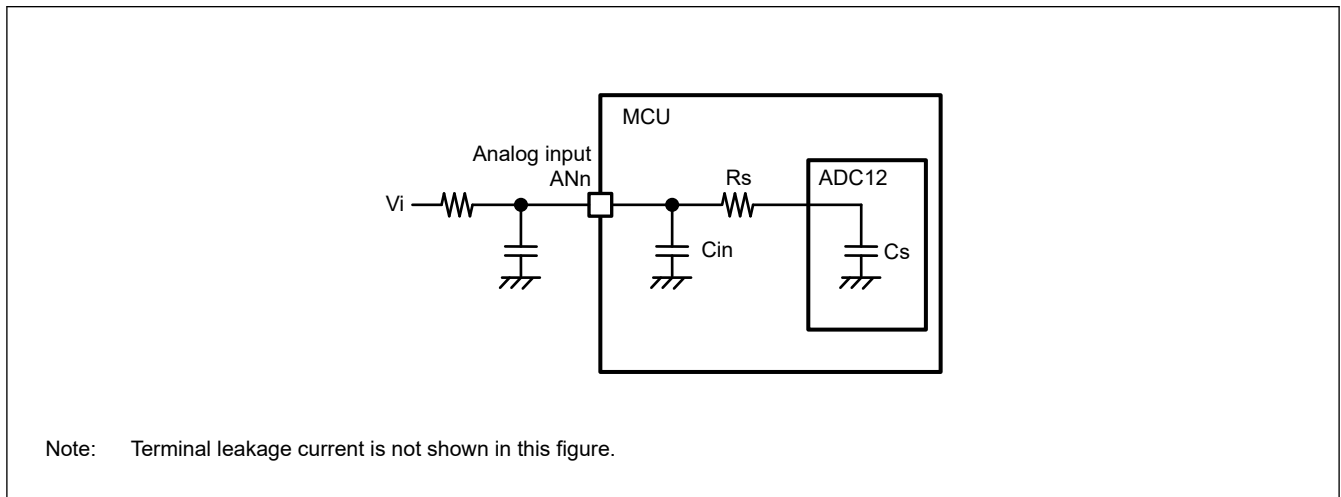 MCU
Analog input
ANn
Vi
Rs
ADC12
Cin
Cs
Note: Terminal leakage current is not shown in this figure.